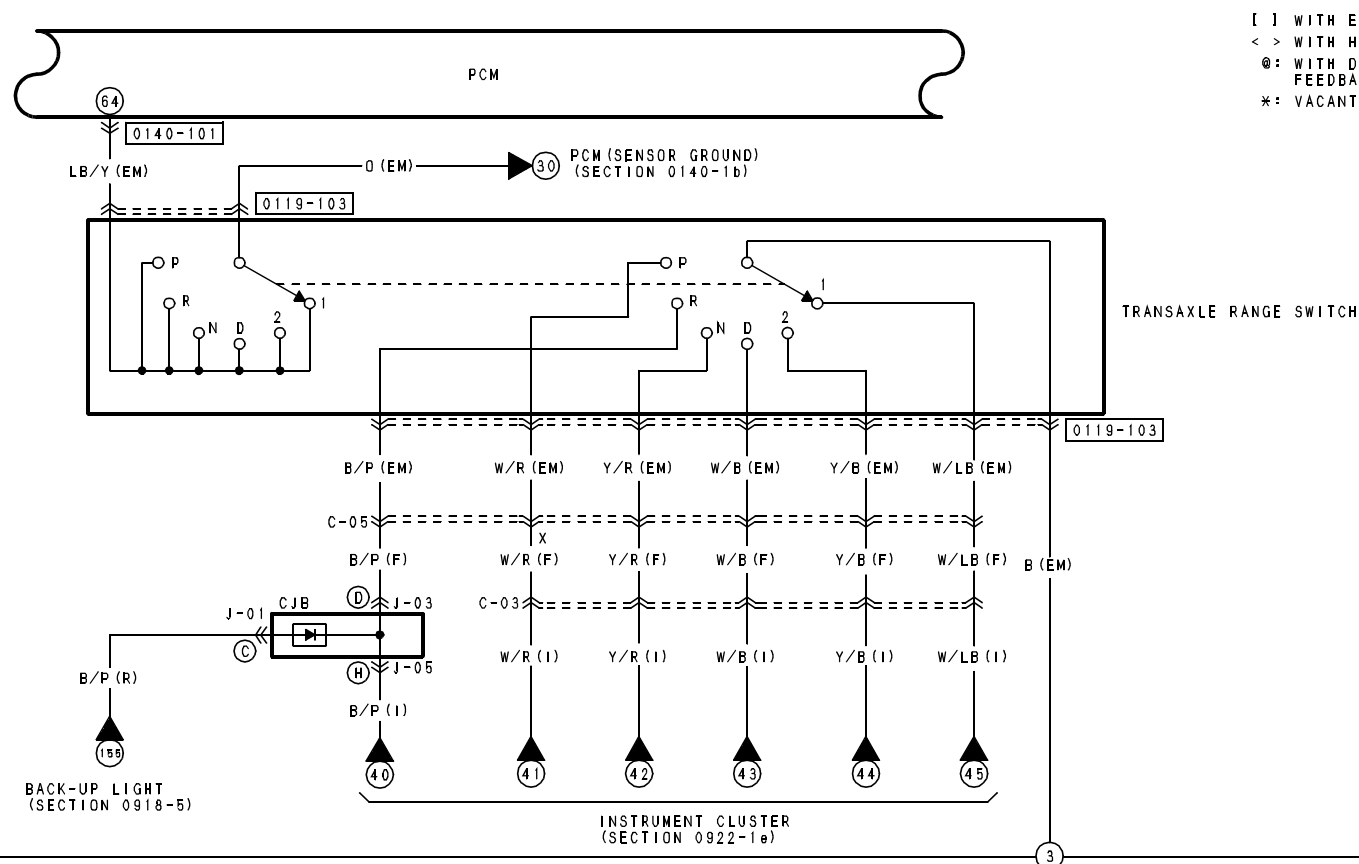 [ ] WITH E
< > WITH H
@: WITH D
FEEDBA
*: VACANT
PCM
64
0140-101
LB/Y(EM)
O(EM)
30
PCM(SENSOR GROUND)
(SECTION 0140-1b)
0119-103
P
R
N
D
2
1
P
R
N
D
2
1
TRANSAXLE RANGE SWITCH
0119-103
B/P(EM)
W/R(EM)
Y/R(EM)
W/B(EM)
Y/B(EM)
W/LB(EM)
C-05
X
B/P(F)
W/R(F)
Y/R(F)
W/B(F)
Y/B(F)
W/LB(F)
B(EM)
J-01
CJB
D
J-03
C-03
C
H
J-05
W/R(I)
Y/R(I)
W/B(I)
Y/B(I)
W/LB(I)
B/P(R)
B/P(I)
155
40
41
42
43
44
45
BACK-UP LIGHT
(SECTION 0918-5)
INSTRUMENT CLUSTER
(SECTION 0922-1e)
3